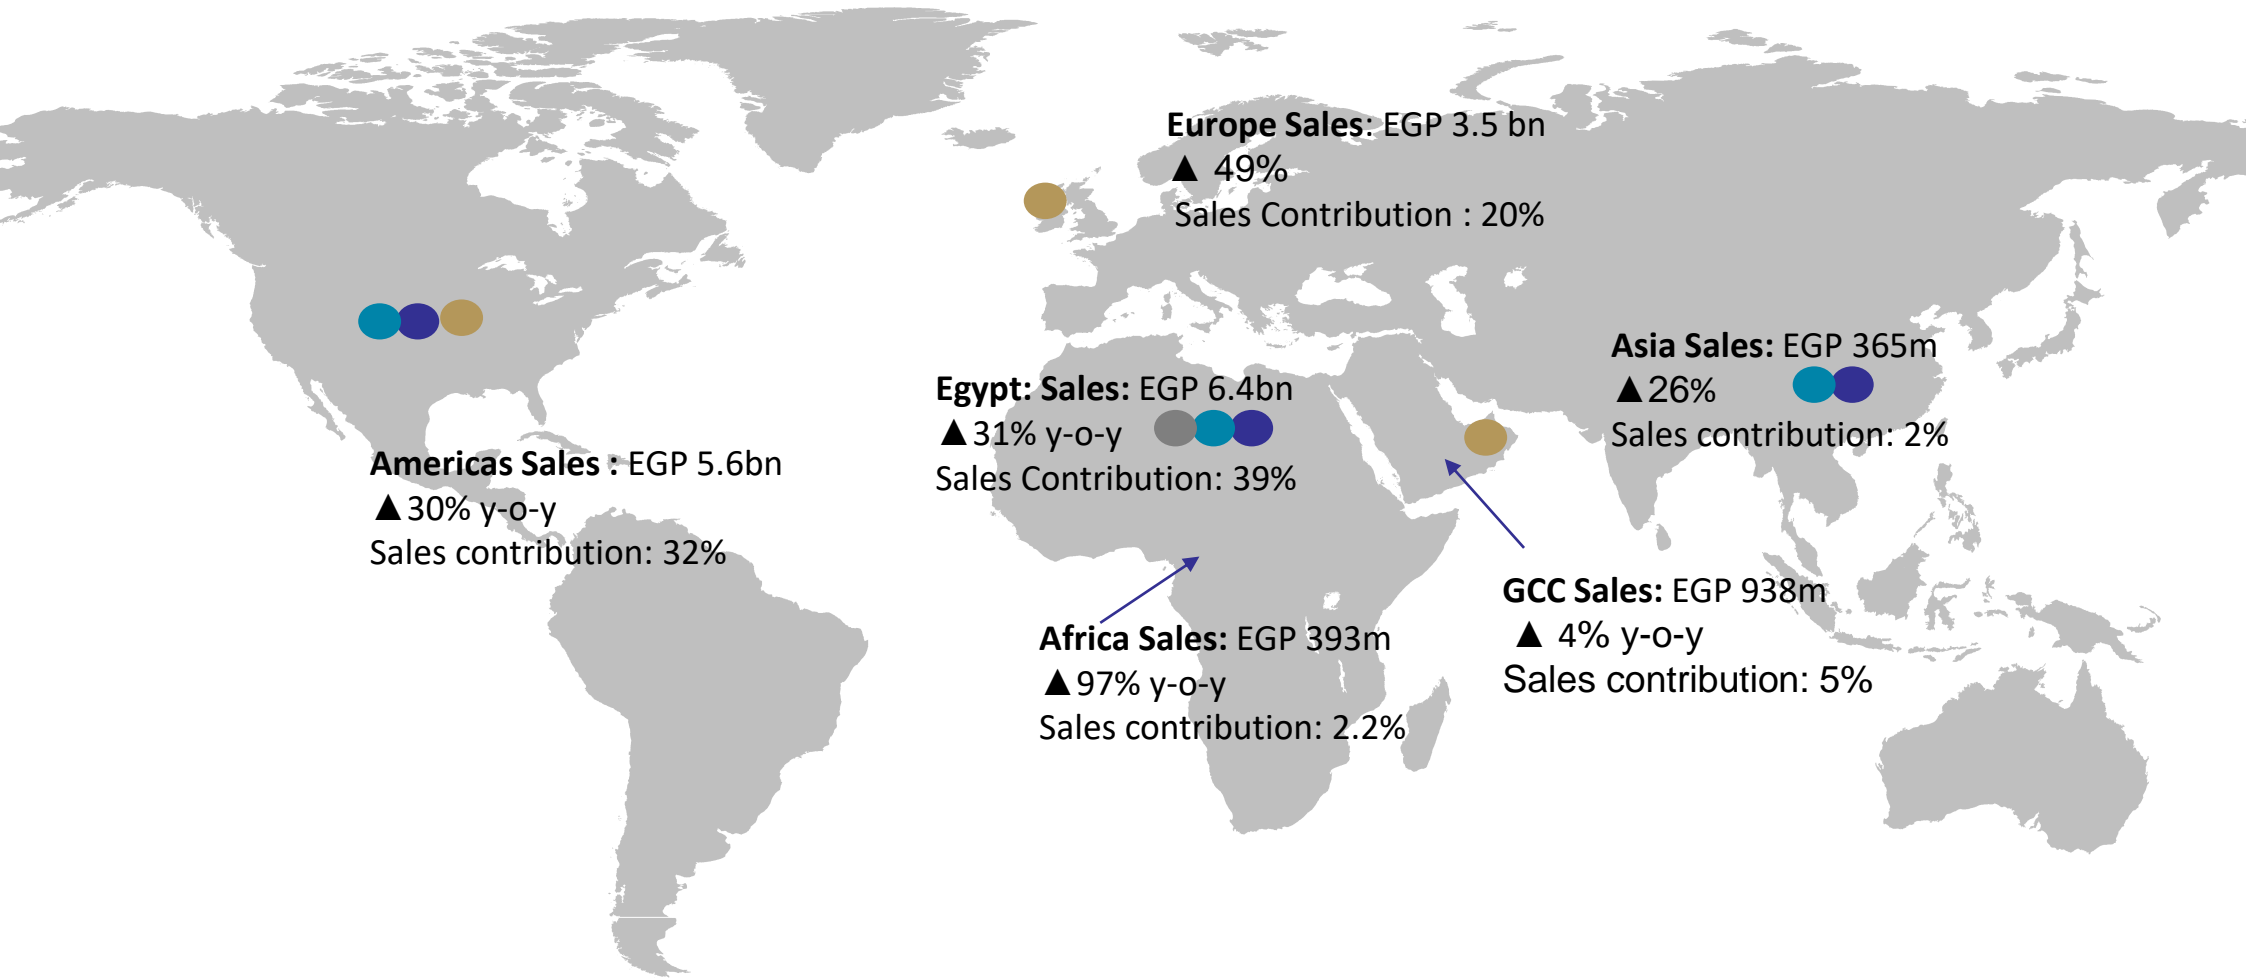 Europe Sales: EGP 3.5 bn
▲ 49%
Sales Contribution : 20%
Asia Sales: EGP 365m
▲26%
Sales contribution: 2%
Egypt: Sales: EGP 6.4bn
▲31% y-o-y
Sales Contribution: 39%
Americas Sales : EGP 5.6bn
▲30% y-o-y
Sales contribution: 32%
GCC Sales: EGP 938m
▲ 4% y-o-y
Sales contribution: 5%
Africa Sales: EGP 393m
▲97% y-o-y
Sales contribution: 2.2%